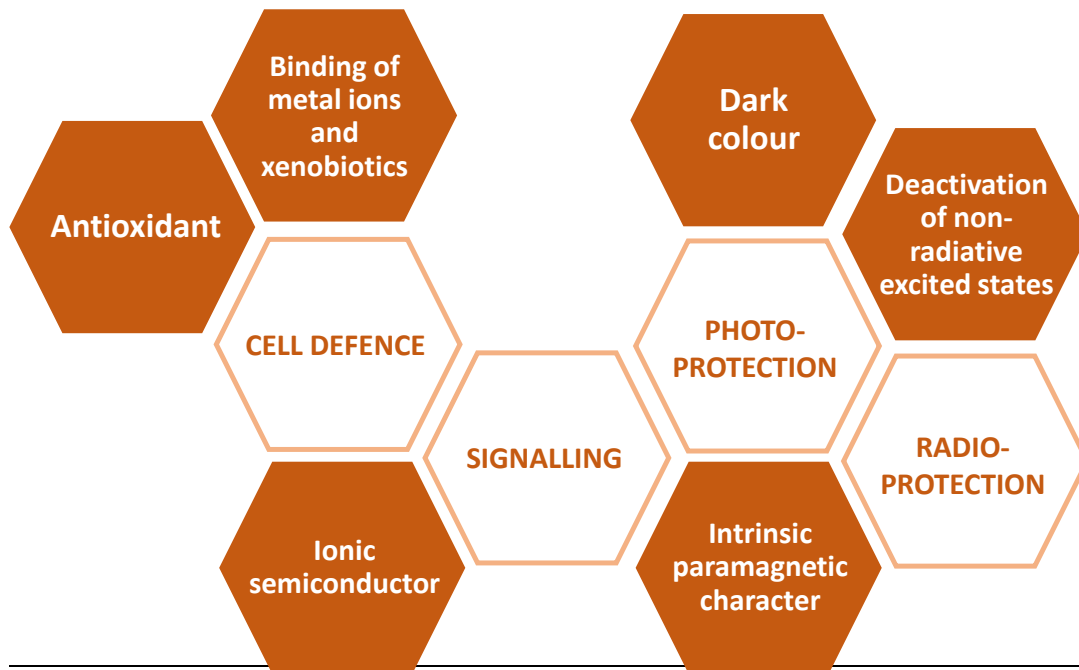 Binding of
metal ions
and
xenobiotics
Antioxidant
Dark
colour
Deactivation
of non-
radiative
excited states
CELL DEFENCE
PHOTO-
PROTECTION
SIGNALLING
RADIO-
PROTECTION
Ionic
semiconductor
Intrinsic
paramagnetic
character